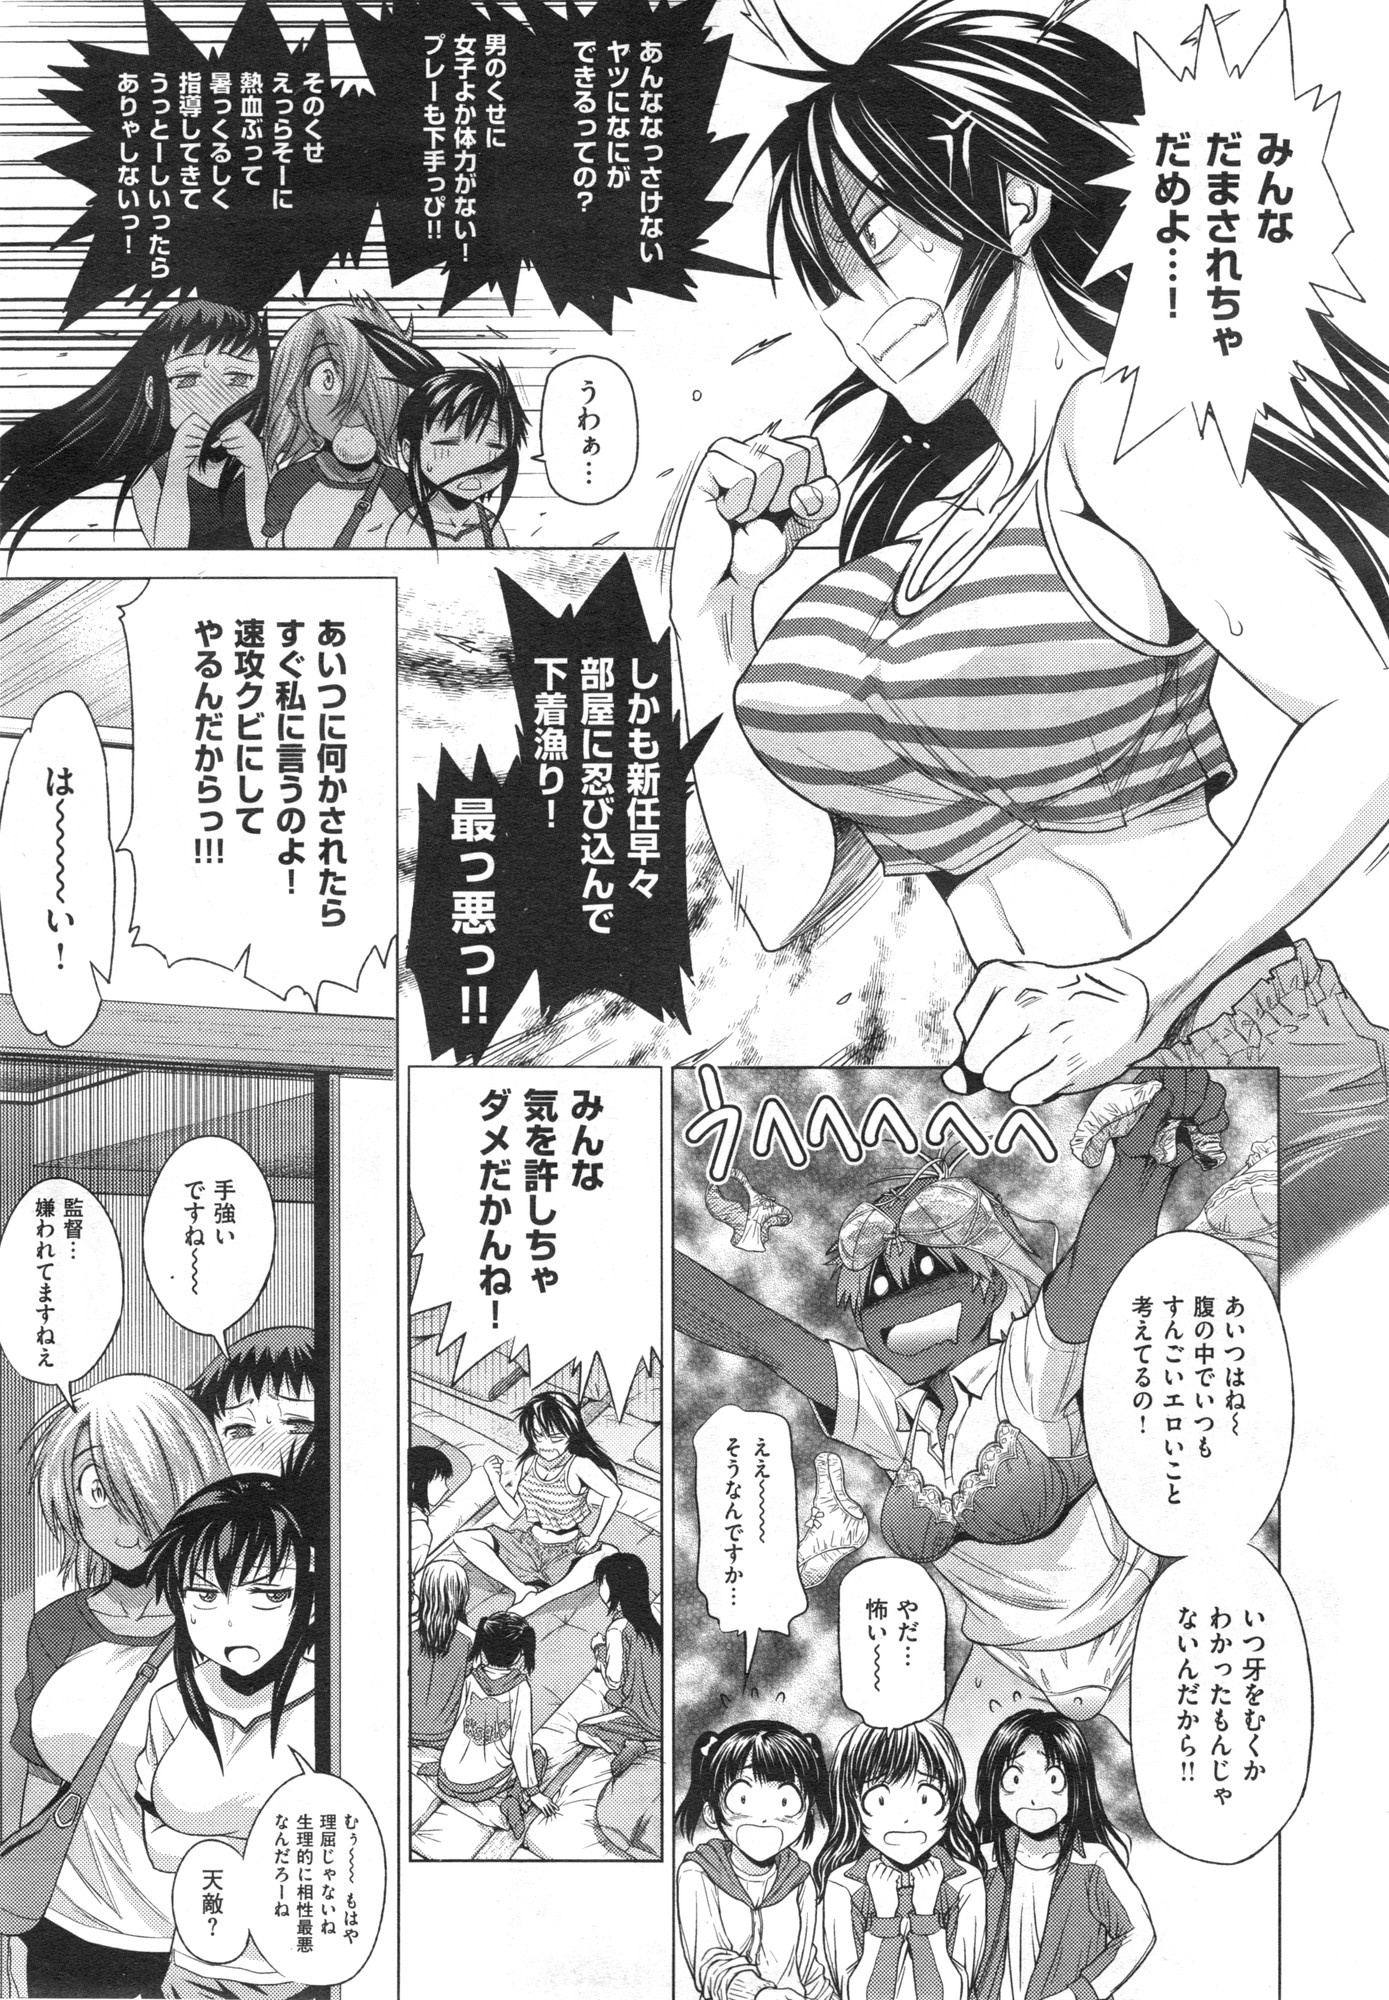 みんな
だまされちゃ
だめよ…！
あんななっさけない
ヤツになにが
できるっての？
男のくせに
女子よか体力がない！
プレーも下手っぴ!!
そのくせ
えっらそーに
熱血ぶって
暑っくるしく
指導してきて
うっとーしいったら
ありゃしないっ！
うわぁ…
しかも新任早々
部屋に忍び込んで
下着漁り！
最っ悪っ!!
あいつに何かされたら
すぐ私に言うのよ！
速攻クビにして
やるんだからっ!!!
は～～～～い！
うへへへへへへ
あいつはね～
腹の中でいつも
すんごいエロいこと
考えてるの！
いつ牙をむくか
わかったもんじゃ
ないんだから!!
やだ…
怖い～～
ええ～～～～
そうなんですか…
みんな
気を許しちゃ
ダメだかんね！
手強い
ですね～～
監督…
嫌われてますねえ
むぅ～～～もはや
理屈じゃないね
生理的に相性最悪
なんだろーね
天敵？